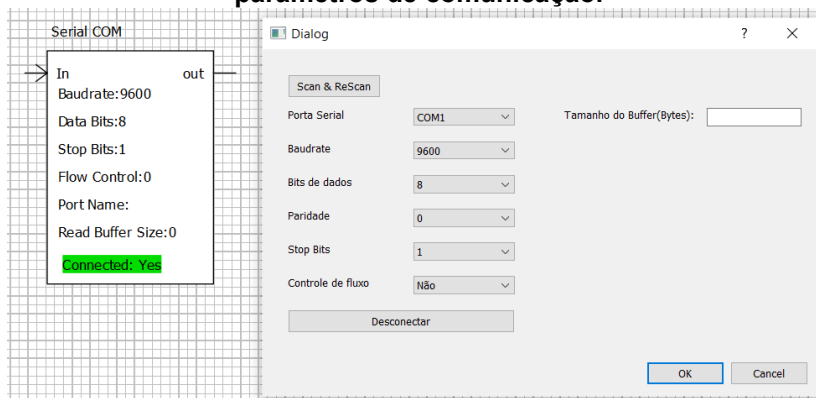 parâmetros de comunicação.
Serial COM
In out
Baudrate:9600
Data Bits:8
Stop Bits:1
Flow Control:0
Port Name:
Read Buffer Size:0
Connected: Yes
Dialog ? ×
Scan & ReScan
Porta Serial COM1 Tamanho do Buffer(Bytes):
Baudrate 9600
Bits de dados 8
Paridade 0
Stop Bits 1
Controle de fluxo Não
Desconectar
OK Cancel